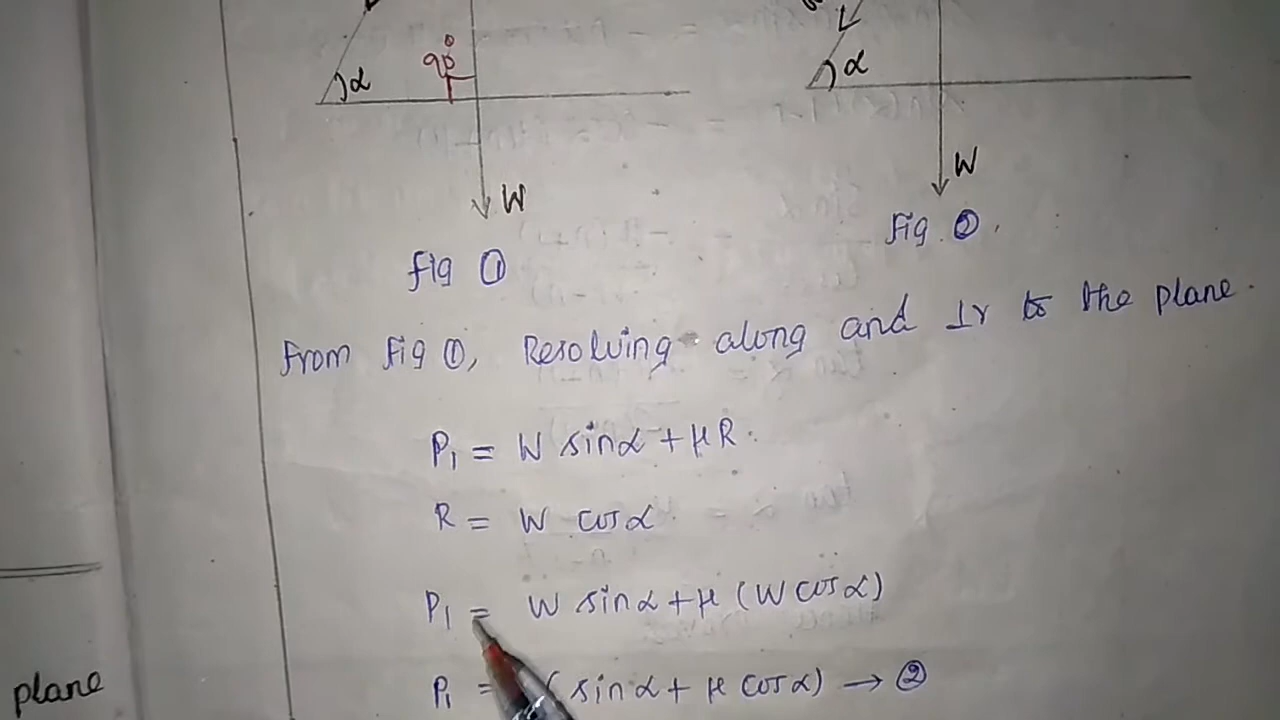 90°
α
α
W
W
fig ①
Fig. ②.
From Fig ①, Resolving along and ⊥r to the plane.
P₁ = W sinα + μR.
R = W cosα
P₁ = W sinα + μ (W cosα)
plane
P₁ = ( sinα + μ cosα) → ②